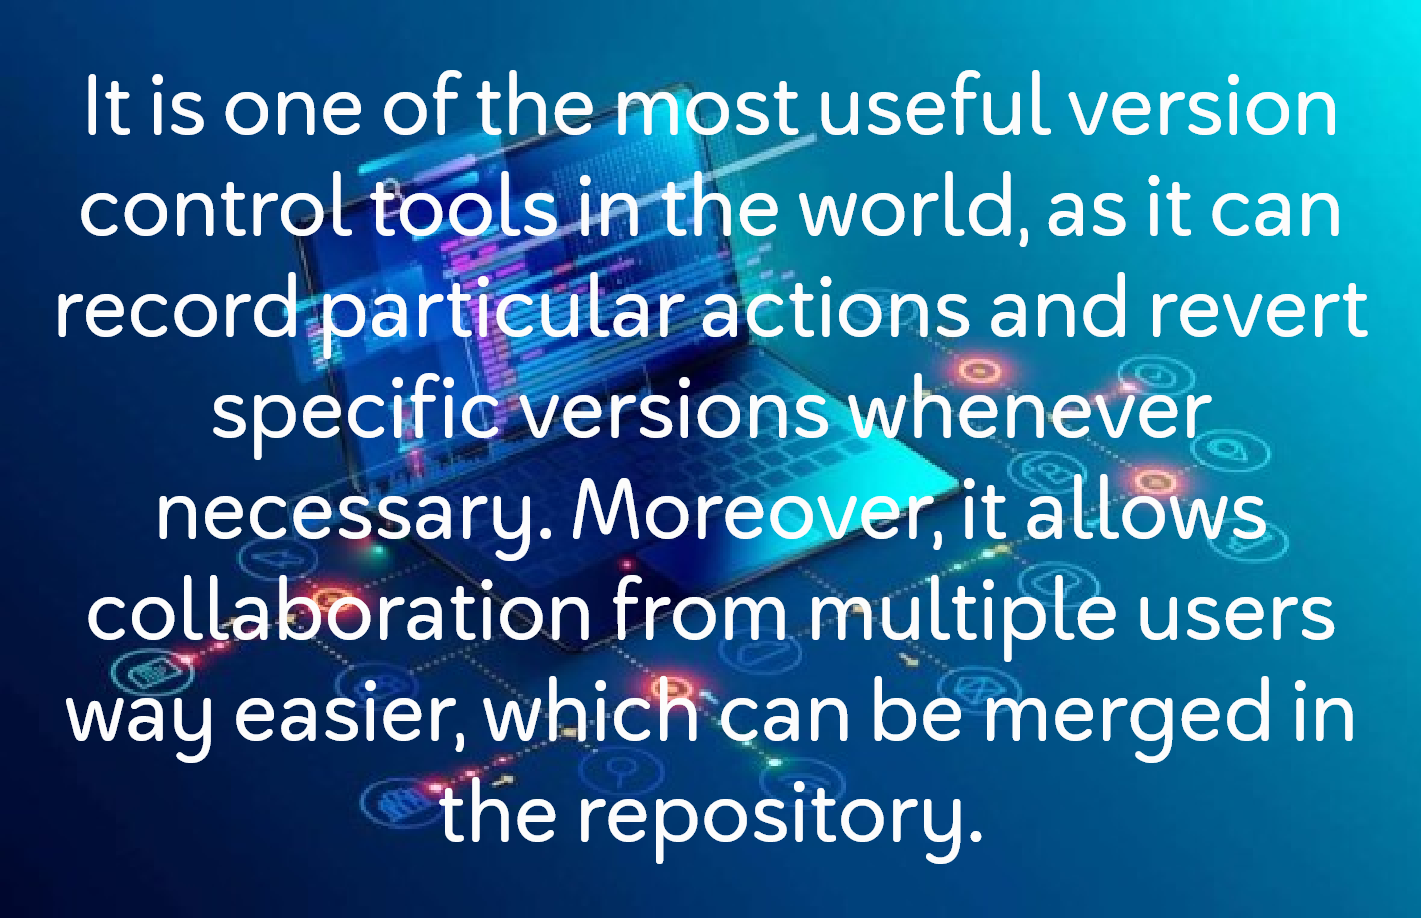 It is one of the most useful version
control tools in the world, as it can
record particular actions and revert
specific versions whenever
necessary. Moreover, it allows
collaboration from multiple users
way easier, which can be merged in
the repository.